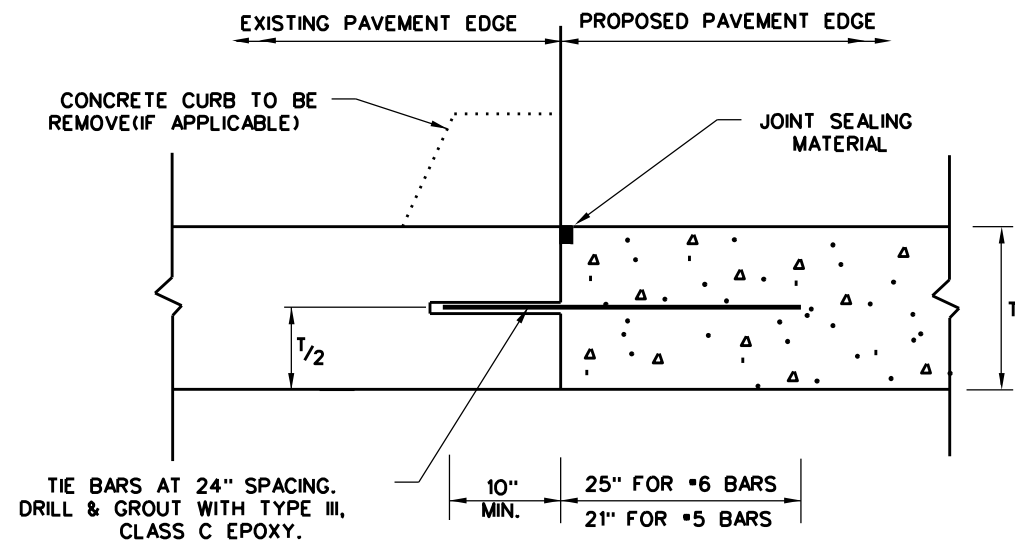 EXISTING PAVEMENT EDGE
PROPOSED PAVEMENT EDGE
CONCRETE CURB TO BE
REMOVE(IF APPLICABLE)
JOINT SEALING
MATERIAL
T/2
T
TIE BARS AT 24" SPACING.
DRILL & GROUT WITH TYPE III,
CLASS C EPOXY.
10"
MIN.
25" FOR #6 BARS
21" FOR #5 BARS